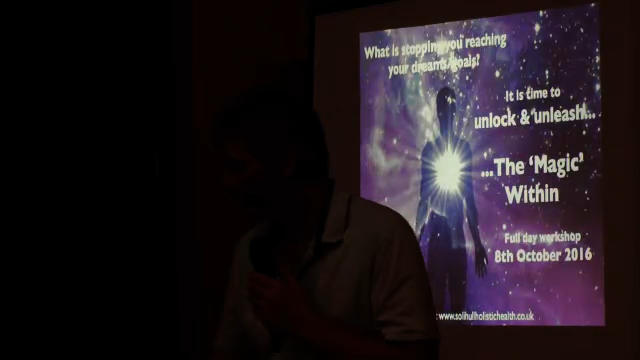 What is stopping you reaching
your dreams/goals?
It is time to
unlock & unleash...
...The ‘Magic’
Within
Full day workshop
8th October 2016
www.solihullholistichealth.co.uk